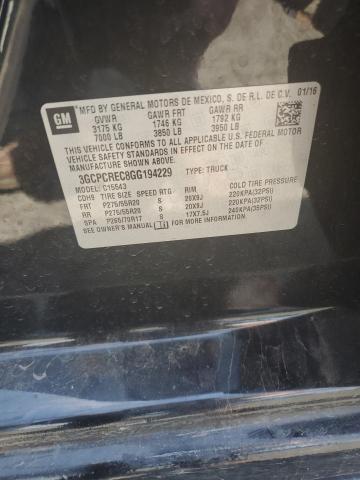 GM
MFD BY GENERAL MOTORS DE MEXICO, S. DE R.L. DE C.V. 01/16
GVWR GAWR FRT GAWR RR
3175 KG 1746 KG 1792 KG
7000 LB 3850 LB 3950 LB
THIS VEHICLE CONFORMS TO ALL APPLICABLE U.S. FEDERAL MOTOR
VEHICLE SAFETY STANDARDS IN EFFECT ON THE DATE OF
MANUFACTURE SHOWN ABOVE.
3GCPCREC8GG194229 TYPE: TRUCK
MODEL: C15543
CDH9 TIRE SIZE SPEED RTG RIM COLD TIRE PRESSURE
FRT P275/55R20 S 20X9J 220KPA(32PSI)
RR P275/55R20 S 20X9J 220KPA(32PSI)
SPA P265/70R17 S 17X7.5J 240KPA(35PSI)
SEE OWNER'S MANUAL FOR MORE INFORMATION